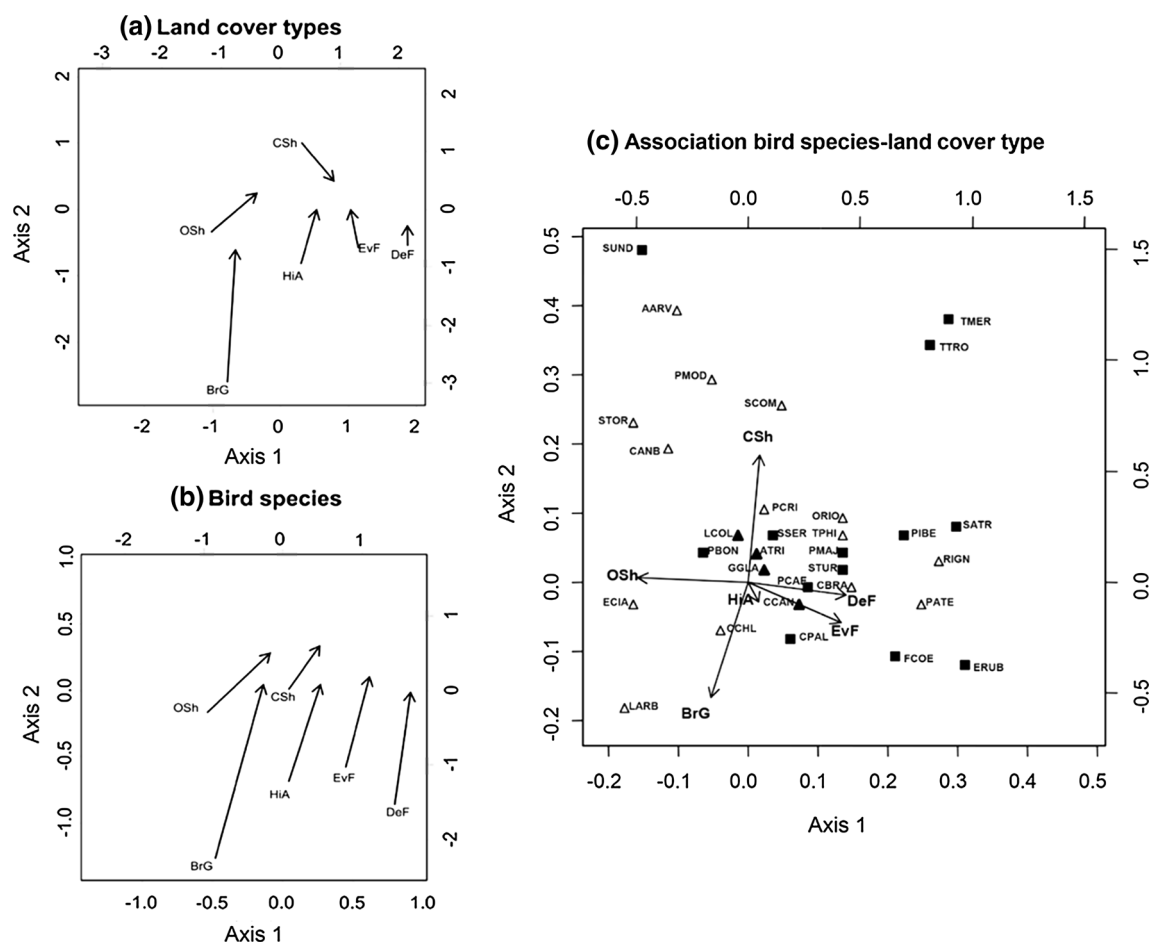 (a) Land cover types
-3 -1 0 1 2
2 1 0 -1 -2
2 1 0 -1 -2 -3
Axis 2
CSh
OSh
EvF
DeF
HiA
BrG
-2 -1 0 1 2
Axis 1
(b) Bird species
-2 -1 0 1
1.0 0.5 0.0 -0.5 -1.0
1 0 -1 -2
Axis 2
OSh
CSh
EvF
HiA
DeF
BrG
-1.0 -0.5 0.0 0.5 1.0
Axis 1
(c) Association bird species-land cover type
-0.5 0.0 0.5 1.0 1.5
0.5 0.4 0.3 0.2 0.1 0.0 -0.1 -0.2
1.5 1.0 0.5 0.0 -0.5
Axis 2
SUND
AARV
TMER
TTRO
PMOD
SCOM
STOR
CSh
CANB
PCRI
ORIO
SATR
LCOL SSER TPHI PIBE
PBON ATRI PMAJ
RIGN
GGLA STUR
OSh PCAE CBRA
ECIA HiA CCAN DeF PATE
CCHL EvF
CPAL
FCOE
ERUB
LARB
BrG
-0.2 -0.1 0.0 0.1 0.2 0.3 0.4 0.5
Axis 1